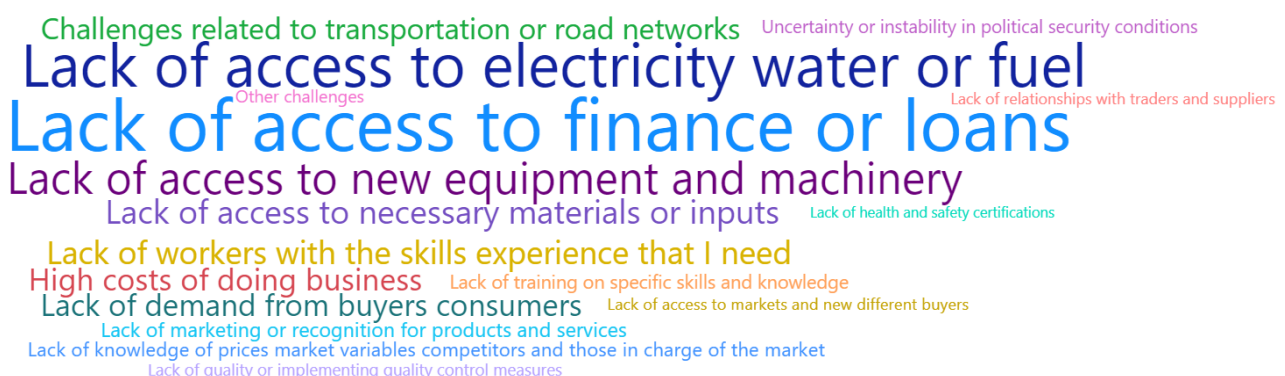 Challenges related to transportation or road networks
Uncertainty or instability in political security conditions
Lack of access to electricity water or fuel
Other challenges
Lack of relationships with traders and suppliers
Lack of access to finance or loans
Lack of access to new equipment and machinery
Lack of access to necessary materials or inputs
Lack of health and safety certifications
Lack of workers with the skills experience that I need
High costs of doing business
Lack of training on specific skills and knowledge
Lack of demand from buyers consumers
Lack of access to markets and new different buyers
Lack of marketing or recognition for products and services
Lack of knowledge of prices market variables competitors and those in charge of the market
Lack of quality or implementing quality control measures